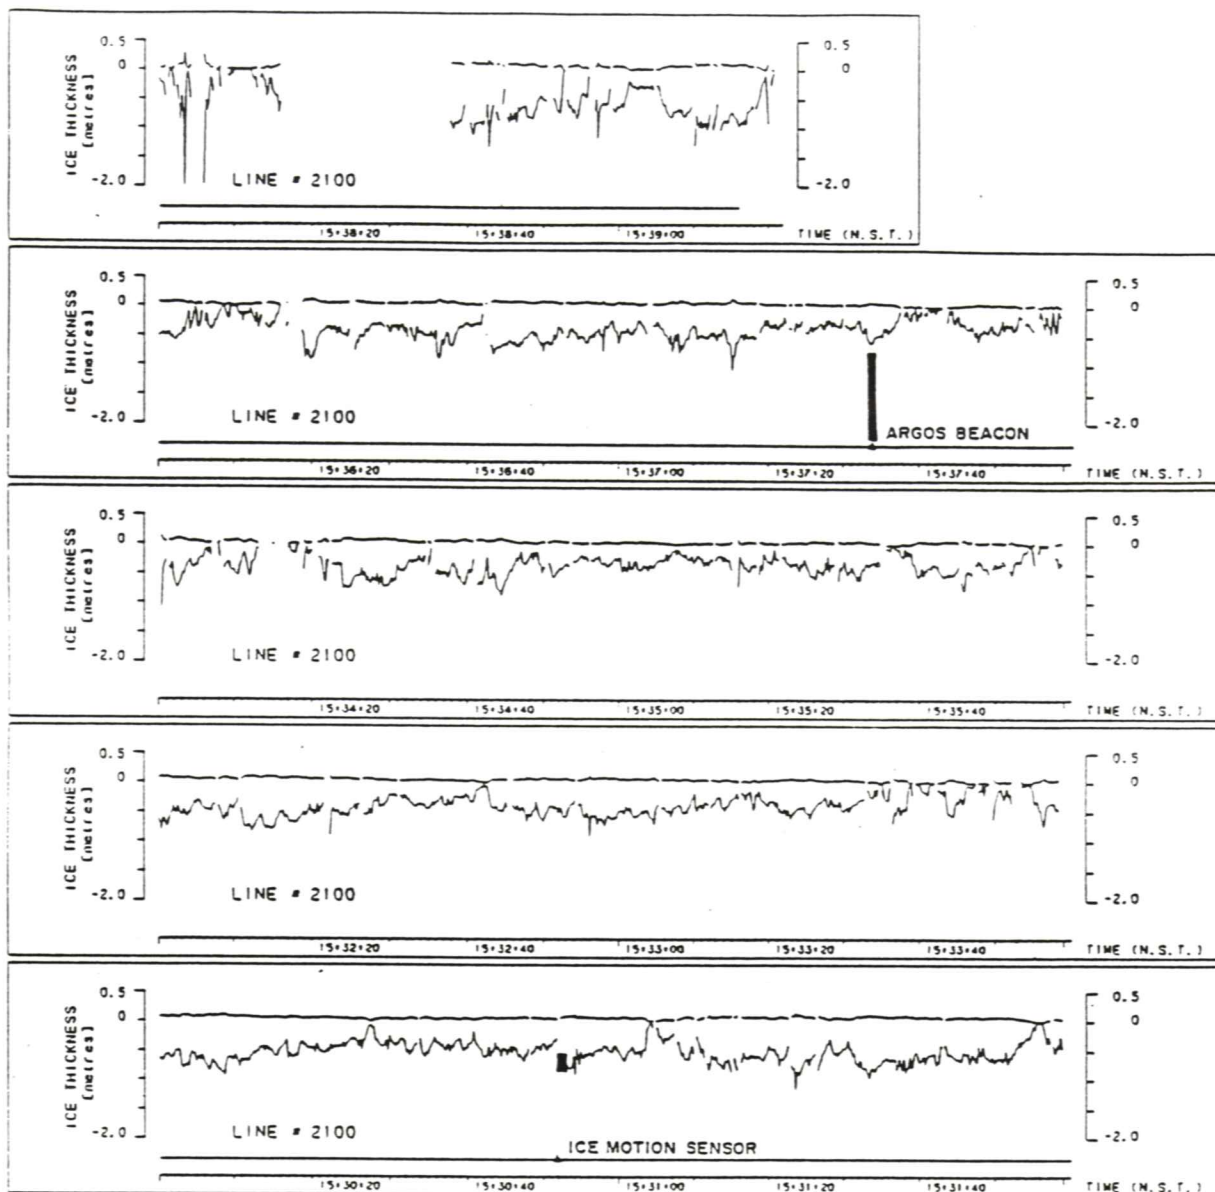 0.5 0.5
0 0
ICE THICKNESS
[metres]
-2.0 -2.0
LINE # 2100
15:38:20 15:38:40 15:39:00 TIME (N.S.T.)
0.5 0.5
0 0
ICE THICKNESS
[metres]
-2.0 -2.0
LINE # 2100
ARGOS BEACON
15:36:20 15:36:40 15:37:00 15:37:20 15:37:40 TIME (N.S.T.)
0.5 0.5
0 0
ICE THICKNESS
[metres]
-2.0 -2.0
LINE # 2100
15:34:20 15:34:40 15:35:00 15:35:20 15:35:40 TIME (N.S.T.)
0.5 0.5
0 0
ICE THICKNESS
[metres]
-2.0 -2.0
LINE # 2100
15:32:20 15:32:40 15:33:00 15:33:20 15:33:40 TIME (N.S.T.)
0.5 0.5
0 0
ICE THICKNESS
[metres]
-2.0 -2.0
LINE # 2100
ICE MOTION SENSOR
15:30:20 15:30:40 15:31:00 15:31:20 15:31:40 TIME (N.S.T.)